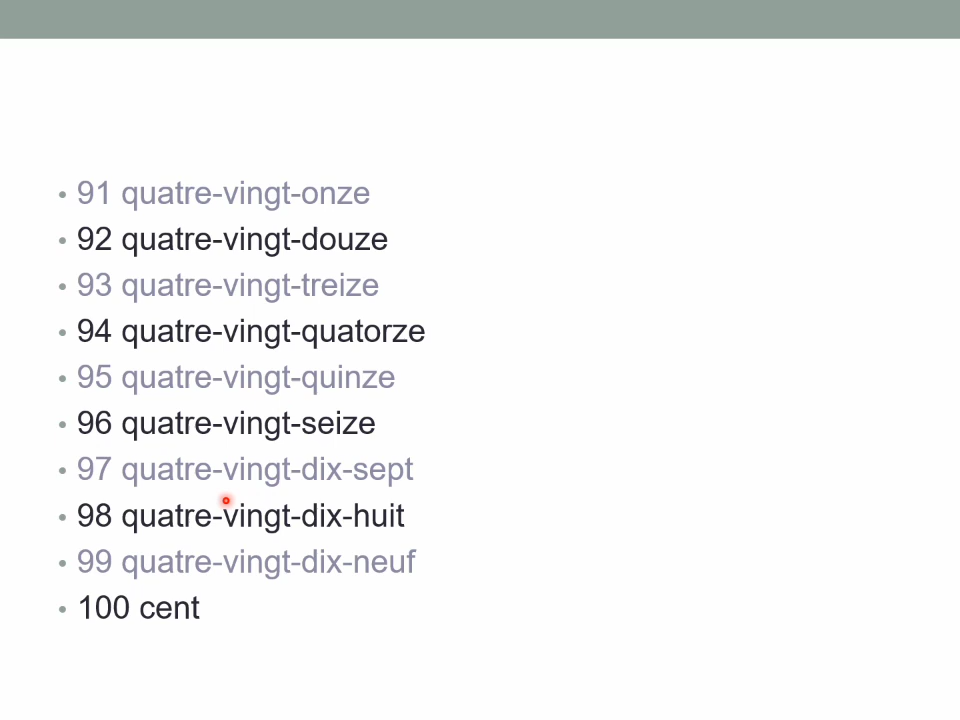 • 91 quatre-vingt-onze
• 92 quatre-vingt-douze
• 93 quatre-vingt-treize
• 94 quatre-vingt-quatorze
• 95 quatre-vingt-quinze
• 96 quatre-vingt-seize
• 97 quatre-vingt-dix-sept
• 98 quatre-vingt-dix-huit
• 99 quatre-vingt-dix-neuf
• 100 cent